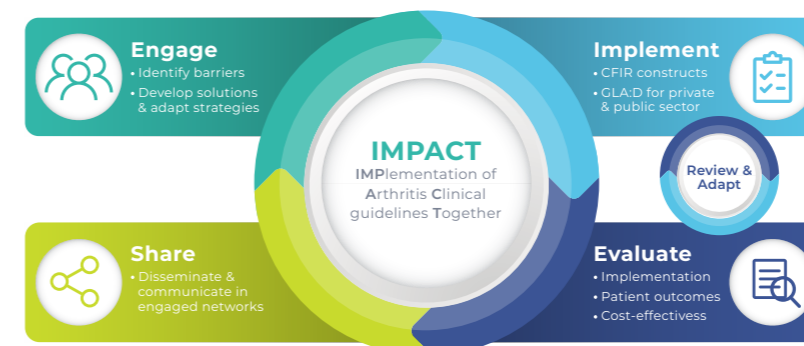 Engage
• Identify barriers
• Develop solutions
& adapt strategies
Implement
• CFIR constructs
• GLA:D for private
& public sector
IMPACT
IMPlementation of
Arthritis Clinical
guidelines Together
Review &
Adapt
Share
• Disseminate &
communicate in
engaged networks
Evaluate
• Implementation
• Patient outcomes
• Cost-effectivess